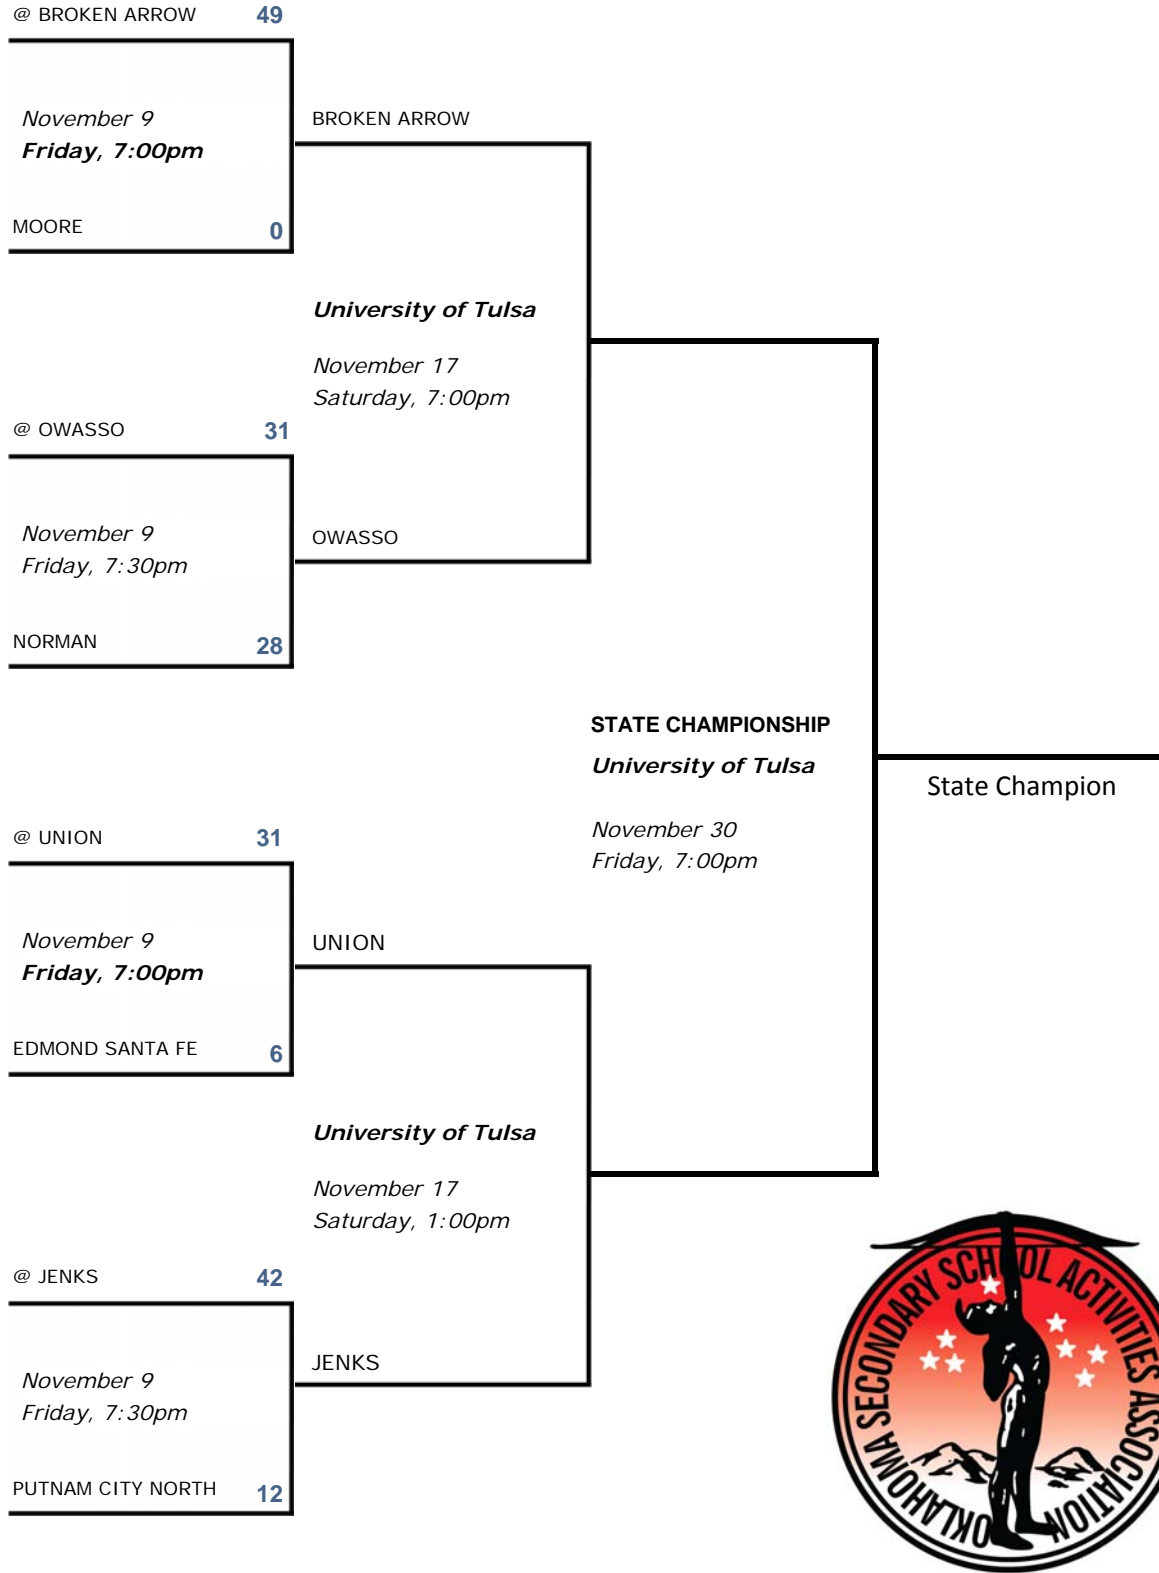 @ BROKEN ARROW 49
November 9
Friday, 7:00pm
MOORE 0
BROKEN ARROW
University of Tulsa
November 17
Saturday, 7:00pm
@ OWASSO 31
November 9
Friday, 7:30pm
NORMAN 28
OWASSO
STATE CHAMPIONSHIP
University of Tulsa
November 30
Friday, 7:00pm
State Champion
@ UNION 31
November 9
Friday, 7:00pm
EDMOND SANTA FE 6
UNION
University of Tulsa
November 17
Saturday, 1:00pm
@ JENKS 42
November 9
Friday, 7:30pm
PUTNAM CITY NORTH 12
JENKS
OKLAHOMA SECONDARY SCHOOL ACTIVITIES ASSOCIATION